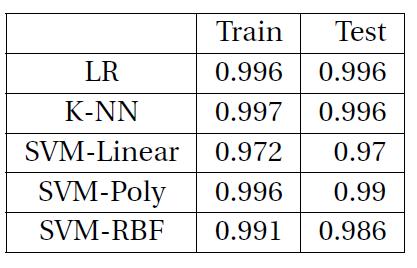 Train Test
LR 0.996 0.996
K-NN 0.997 0.996
SVM-Linear 0.972 0.97
SVM-Poly 0.996 0.99
SVM-RBF 0.991 0.986